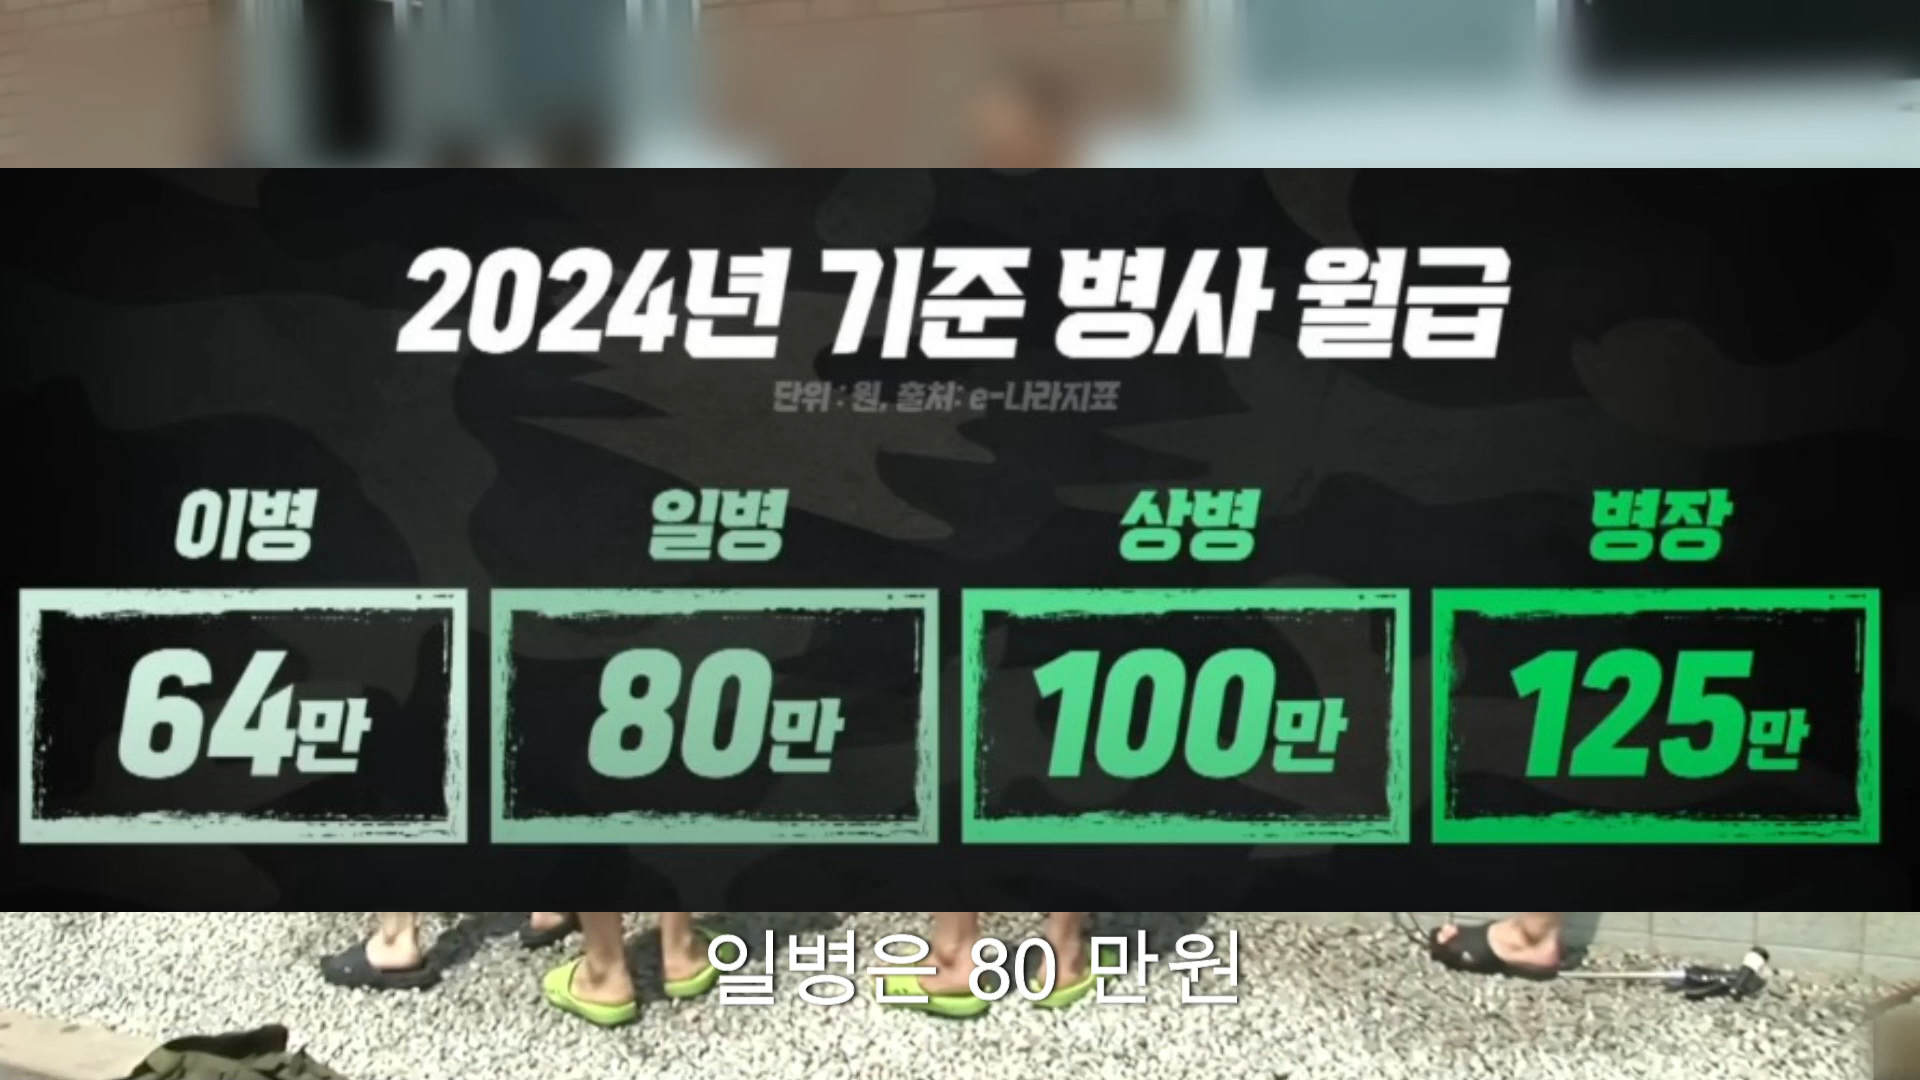 2024년 기준 병사 월급
단위 : 원, 출처: e-나라지표
이병 일병 상병 병장
64만 80만 100만 125만
일병은 80 만원